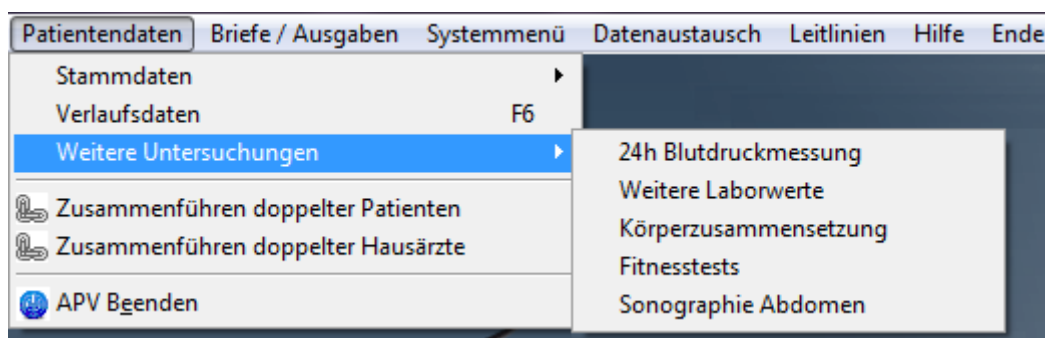 Patientendaten Briefe / Ausgaben Systemmenü Datenaustausch Leitlinien Hilfe Ende
Stammdaten
Verlaufsdaten F6
Weitere Untersuchungen
Zusammenführen doppelter Patienten
Zusammenführen doppelter Hausärzte
APV Beenden
24h Blutdruckmessung
Weitere Laborwerte
Körperzusammensetzung
Fitnesstests
Sonographie Abdomen